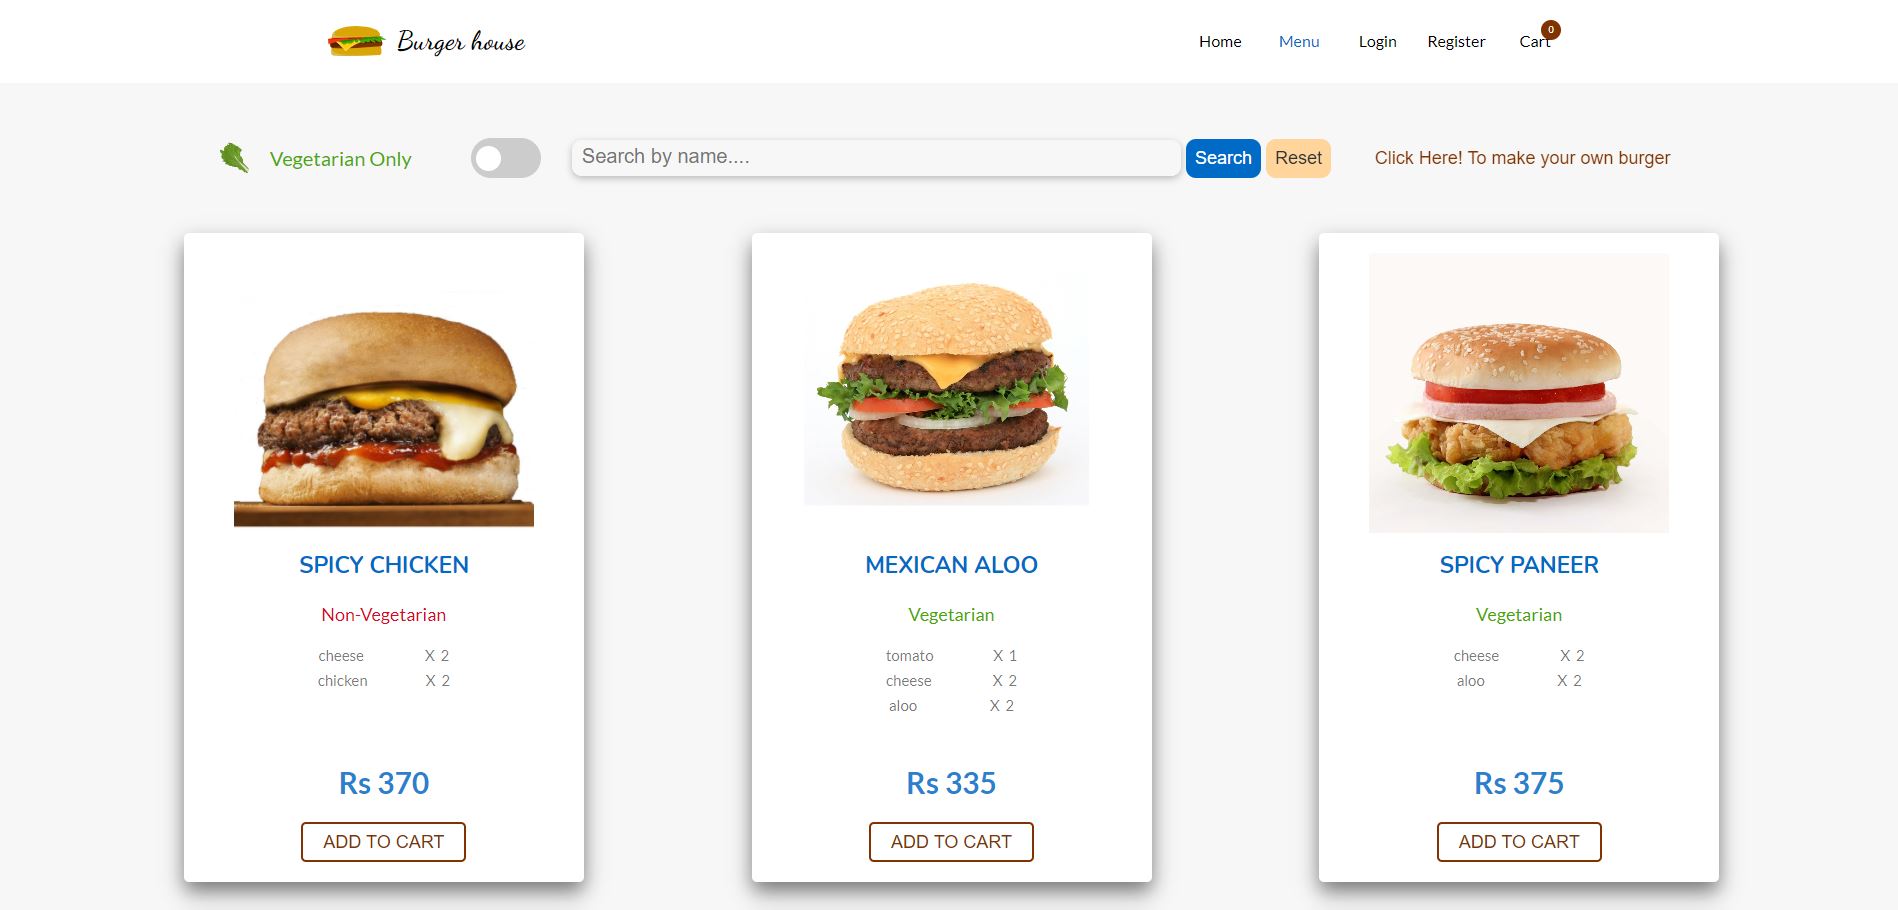 Burger house
Home Menu Login Register Cart 0
Vegetarian Only Search by name.... Search Reset Click Here! To make your own burger
SPICY CHICKEN
Non-Vegetarian
cheese X 2
chicken X 2
Rs 370
ADD TO CART
MEXICAN ALOO
Vegetarian
tomato X 1
cheese X 2
aloo X 2
Rs 335
ADD TO CART
SPICY PANEER
Vegetarian
cheese X 2
aloo X 2
Rs 375
ADD TO CART